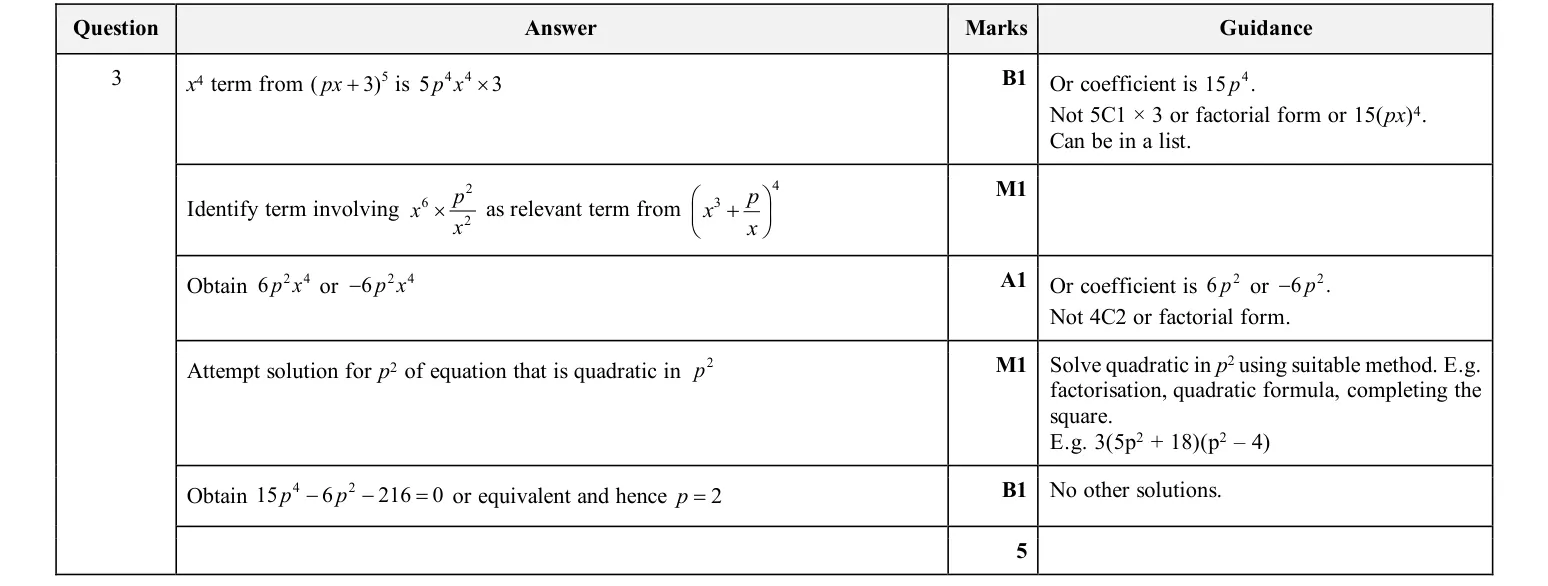 Question Answer Marks Guidance
3 x⁴ term from (px + 3)⁵ is 5p⁴x⁴ × 3 B1 Or coefficient is 15p⁴.
Not 5C1 × 3 or factorial form or 15(px)⁴.
Can be in a list.
Identify term involving x⁶ × p²/x² as relevant term from (x³ + p/x)⁴ M1
Obtain 6p²x⁴ or −6p²x⁴ A1 Or coefficient is 6p² or −6p².
Not 4C2 or factorial form.
Attempt solution for p² of equation that is quadratic in p² M1 Solve quadratic in p² using suitable method. E.g.
factorisation, quadratic formula, completing the
square.
E.g. 3(5p² + 18)(p² – 4)
Obtain 15p⁴ − 6p² − 216 = 0 or equivalent and hence p = 2 B1 No other solutions.
5